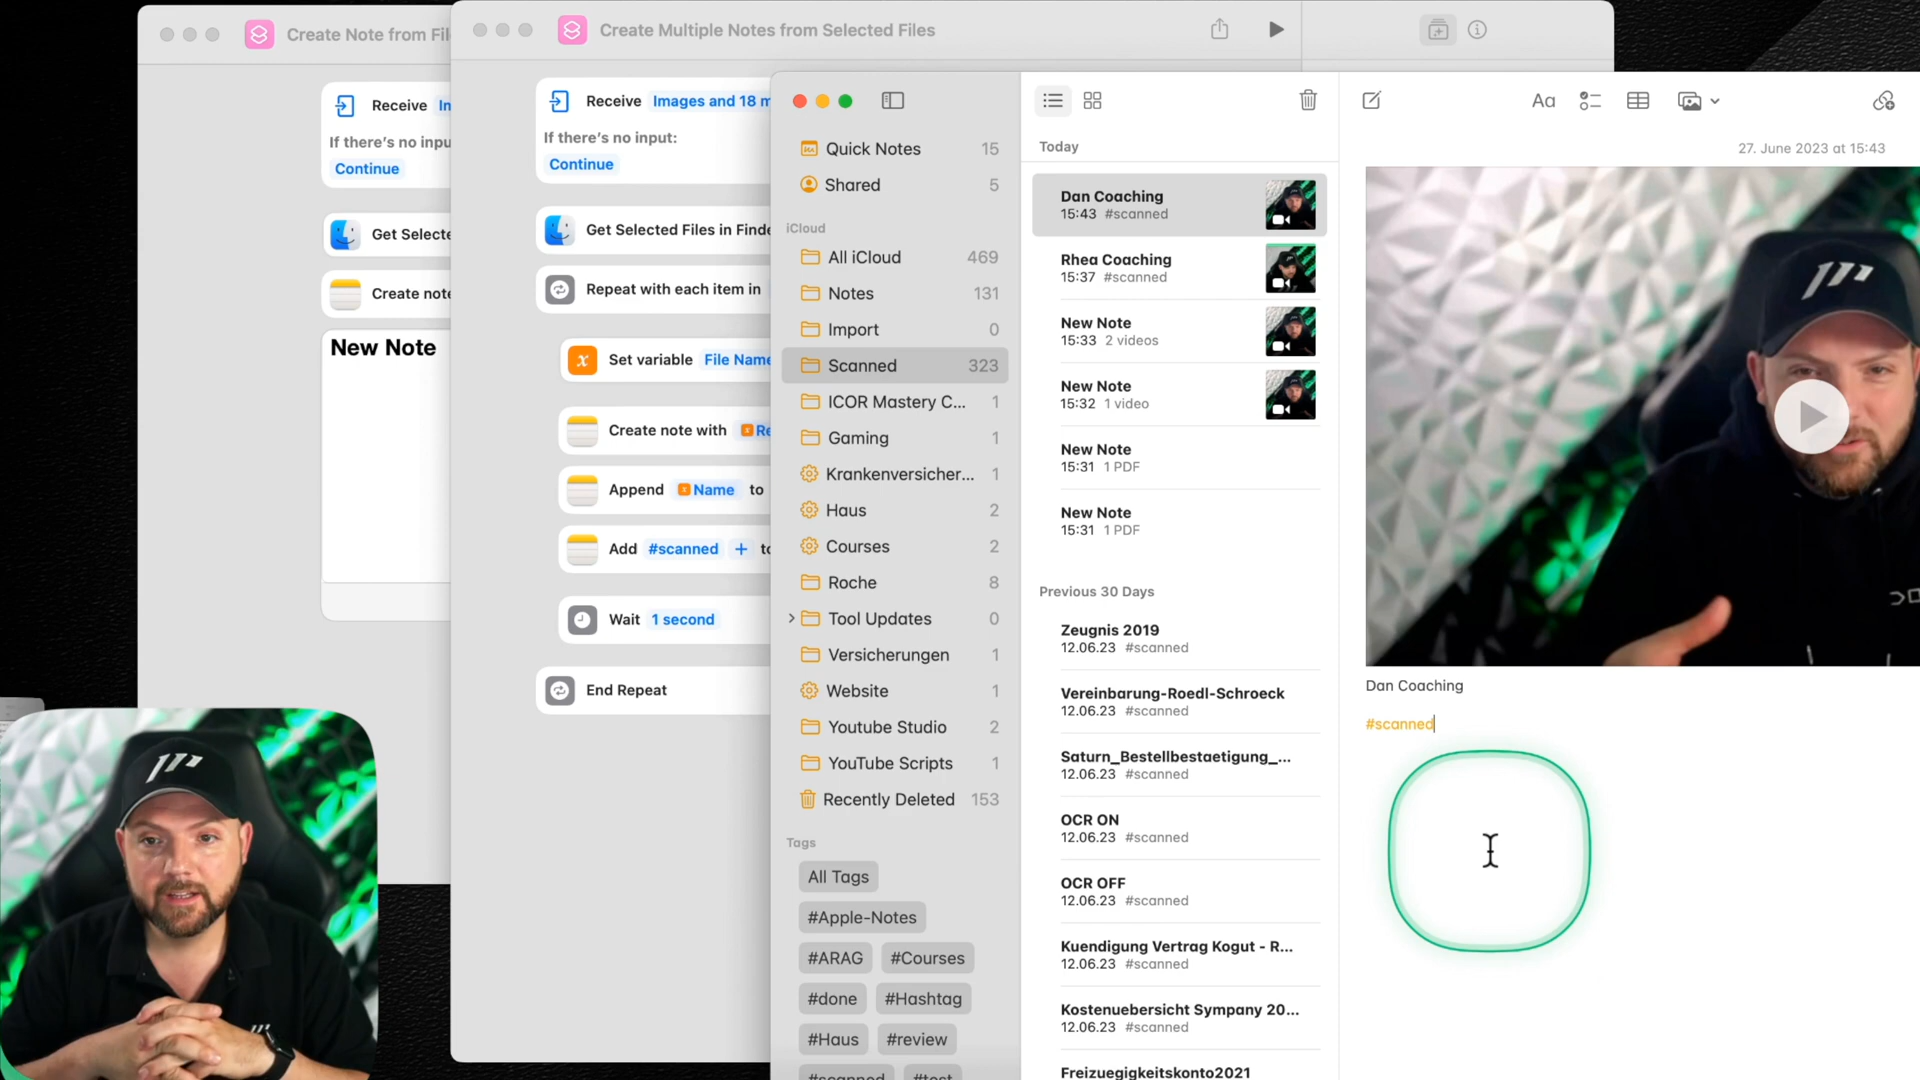 Create Note from Fil
Receive In
If there's no inpu
Continue
Get Selecte
Create note
New Note
Create Multiple Notes from Selected Files
Receive Images and 18 m
If there's no input:
Continue
Get Selected Files in Finde
Repeat with each item in
Set variable File Name
Create note with Re
Append Name to
Add #scanned + to
Wait 1 second
End Repeat
Quick Notes 15
Shared 5
iCloud
All iCloud 469
Notes 131
Import 0
Scanned 323
ICOR Mastery C... 1
Gaming 1
Krankenversicher... 1
Haus 2
Courses 2
Roche 8
Tool Updates 0
Versicherungen 1
Website 1
Youtube Studio 2
YouTube Scripts 1
Recently Deleted 153
Tags
All Tags
#Apple-Notes
#ARAG #Courses
#done #Hashtag
#Haus #review
#scanned #test
Today
Dan Coaching
15:43 #scanned
Rhea Coaching
15:37 #scanned
New Note
15:33 2 videos
New Note
15:32 1 video
New Note
15:31 1 PDF
New Note
15:31 1 PDF
Previous 30 Days
Zeugnis 2019
12.06.23 #scanned
Vereinbarung-Roedl-Schroeck
12.06.23 #scanned
Saturn_Bestellbestaetigung_...
12.06.23 #scanned
OCR ON
12.06.23 #scanned
OCR OFF
12.06.23 #scanned
Kuendigung Vertrag Kogut - R...
12.06.23 #scanned
Kostenuebersicht Sympany 20...
12.06.23 #scanned
Freizuegigkeitskonto2021
Aa
27. June 2023 at 15:43
Dan Coaching
#scanned